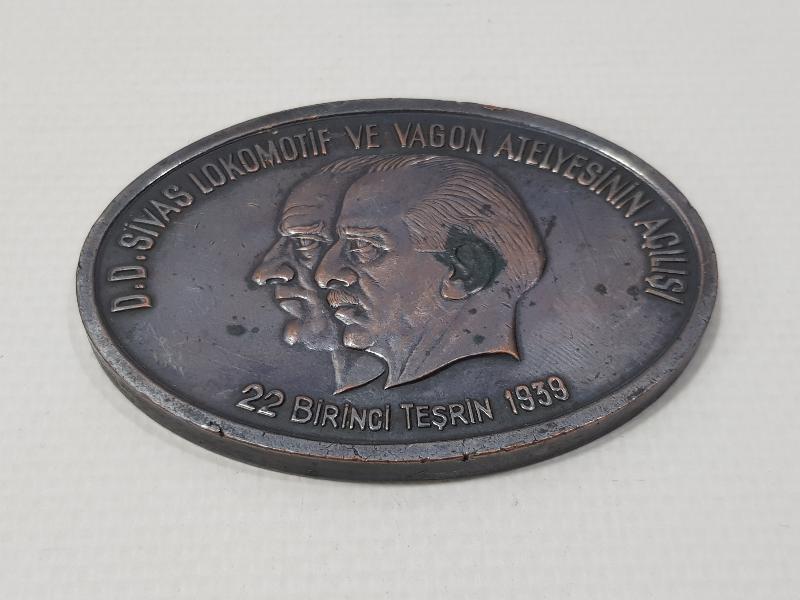 D.D. SİVAS LOKOMOTİF VE VAGON ATELYESİNİN AÇILIŞI
22 BİRİNCİ TEŞRİN 1939